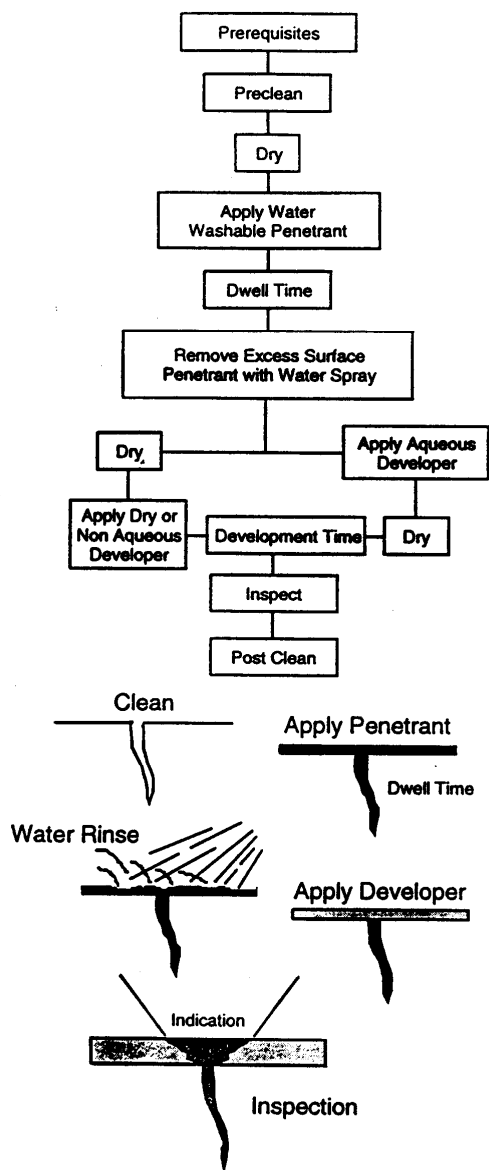 Prerequisites
Preclean
Dry
Apply Water
Washable Penetrant
Dwell Time
Remove Excess Surface
Penetrant with Water Spray
Dry
Apply Aqueous
Developer
Apply Dry or
Non Aqueous
Developer
Development Time
Dry
Inspect
Post Clean
Clean
Apply Penetrant
Dwell Time
Water Rinse
Apply Developer
Indication
Inspection